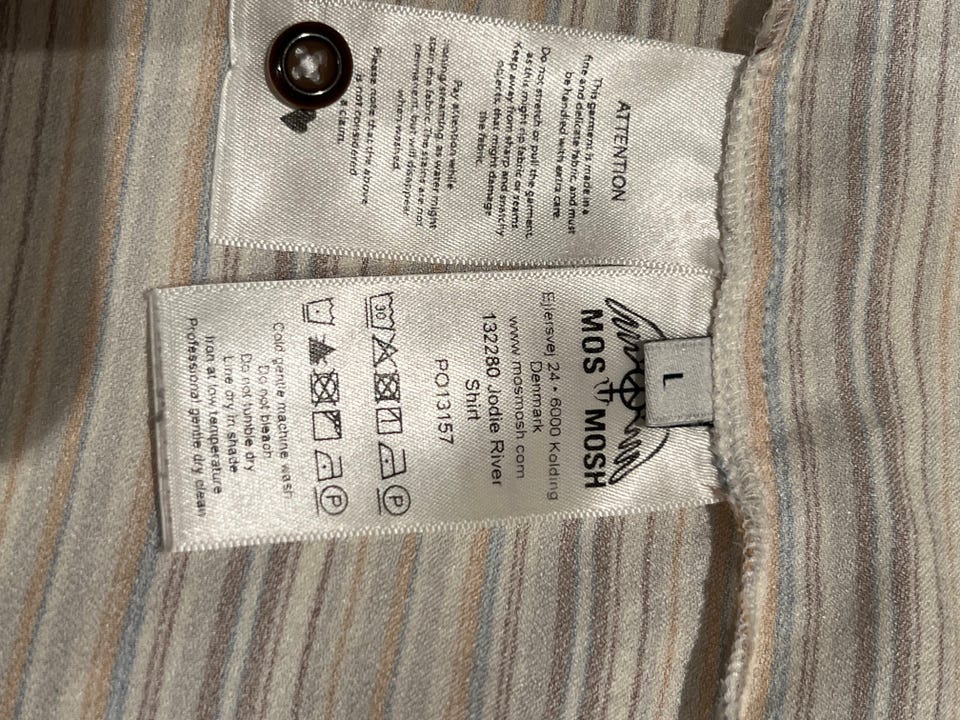 L
MOS MOSH
Ejlersvej 24 • 6000 Kolding
Denmark
www.mosmosh.com
132280 Jodie River
Shirt
PO13157
30
P
P
Cold gentle machine wash
Do not bleach
Do not tumble dry
Line dry in shade
Iron at low temperature
Professional gentle dry clean
ATTENTION
This garment is made in a
fine and delicate fabric, and must
be handled with extra care
Do not stretch or pull the garment,
as this might rip fabric or seams
Keep away from sharp and snatchy
objects, that might damage
the fabric.
Pay attention while
ironing/steaming, as water might
stain the fabric. The stains are not
permanent, but will disappear
when washed.
Please note that the above
is not considered
a claim.